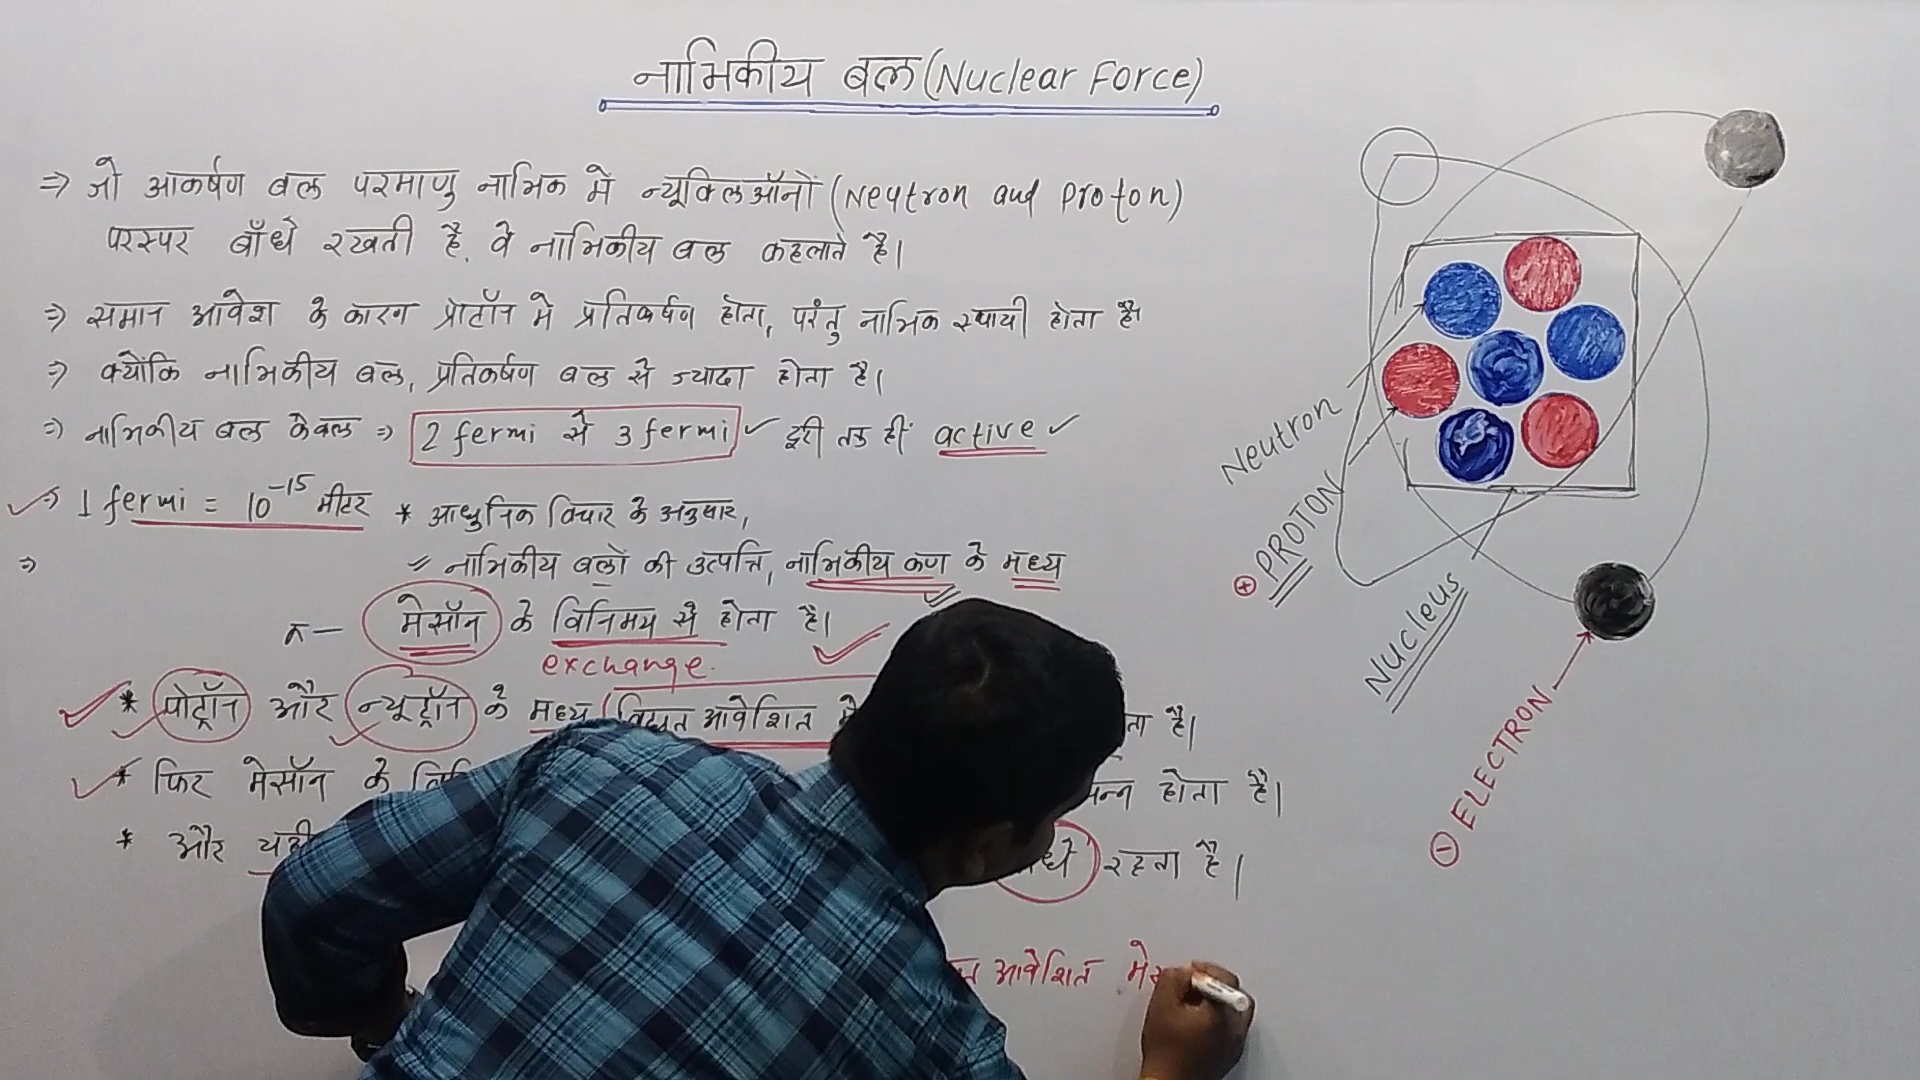 नाभिकीय बल (Nuclear Force)
⇒ जो आकर्षण बल परमाणु नाभिक में न्यूक्लिऑनों (Neutron and Proton)
परस्पर बाँधे रखती है, वे नाभिकीय बल कहलाते है।
⇒ समान आवेश के कारण प्रोटॉन में प्रतिकर्षण होता, परंतु नाभिक स्थायी होता है।
⇒ क्योंकि नाभिकीय बल, प्रतिकर्षण बल से ज्यादा होता है।
⇒ नाभिकीय बल केवल ⇒ 2 fermi से 3 fermi ✓ दूरी तक ही active ✓
⇒ 1 fermi = 10⁻¹⁵ मीटर * आधुनिक विचार के अनुसार,
⇒ नाभिकीय बलों की उत्पत्ति, नाभिकीय कण के मध्य
π — मेसॉन के विनिमय से होता है।
exchange.
* प्रोट्रॉन और न्यूट्रॉन के मध्य (विद्युत आवेशित है।
* फिर मेसॉन के होता है।
* और रहता है।
आवेशित
Neutron
⊕ PROTON
Nucleus
⊖ ELECTRON